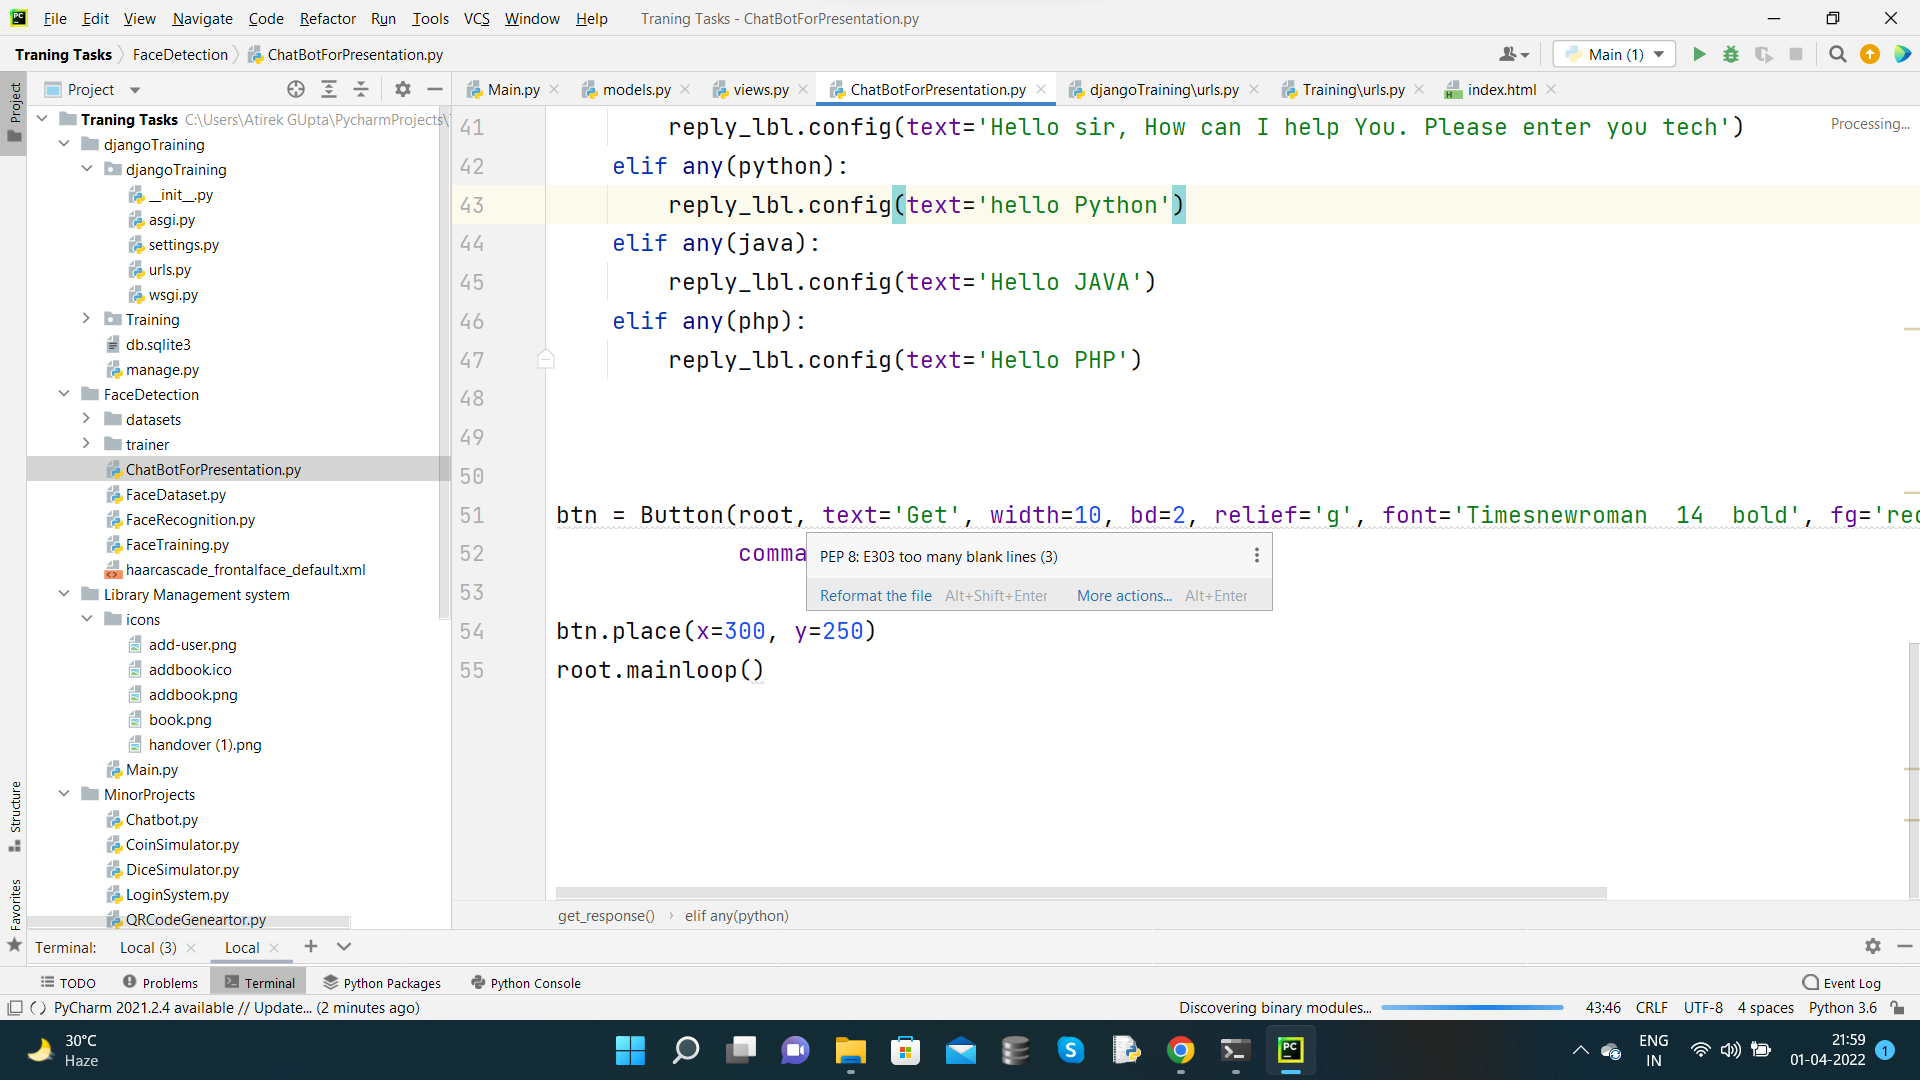 File Edit View Navigate Code Refactor Run Tools VCS Window Help Traning Tasks - ChatBotForPresentation.py
Traning Tasks FaceDetection ChatBotForPresentation.py Main (1)
Project
Project
Main.py models.py views.py ChatBotForPresentation.py djangoTraining\urls.py Training\urls.py index.html
Traning Tasks C:\Users\Atirek GUpta\PycharmProjects\
djangoTraining
djangoTraining
__init__.py
asgi.py
settings.py
urls.py
wsgi.py
Training
db.sqlite3
manage.py
FaceDetection
datasets
trainer
ChatBotForPresentation.py
FaceDataset.py
FaceRecognition.py
FaceTraining.py
haarcascade_frontalface_default.xml
Library Management system
icons
add-user.png
addbook.ico
addbook.png
book.png
handover (1).png
Main.py
MinorProjects
Chatbot.py
CoinSimulator.py
DiceSimulator.py
LoginSystem.py
QRCodeGeneartor.py
Structure
Favorites
Processing...
41 reply_lbl.config(text='Hello sir, How can I help You. Please enter you tech')
42 elif any(python):
43 reply_lbl.config(text='hello Python')
44 elif any(java):
45 reply_lbl.config(text='Hello JAVA')
46 elif any(php):
47 reply_lbl.config(text='Hello PHP')
48
49
50
51 btn = Button(root, text='Get', width=10, bd=2, relief='g', font='Timesnewroman  14  bold', fg='red
52 comma
53
54 btn.place(x=300, y=250)
55 root.mainloop()
PEP 8: E303 too many blank lines (3)
Reformat the file Alt+Shift+Enter More actions... Alt+Enter
get_response() elif any(python)
Terminal: Local (3) Local
TODO Problems Terminal Python Packages Python Console Event Log
PyCharm 2021.2.4 available // Update... (2 minutes ago) Discovering binary modules... 43:46 CRLF UTF-8 4 spaces Python 3.6
30°C
Haze
ENG
IN
21:59
01-04-2022
1